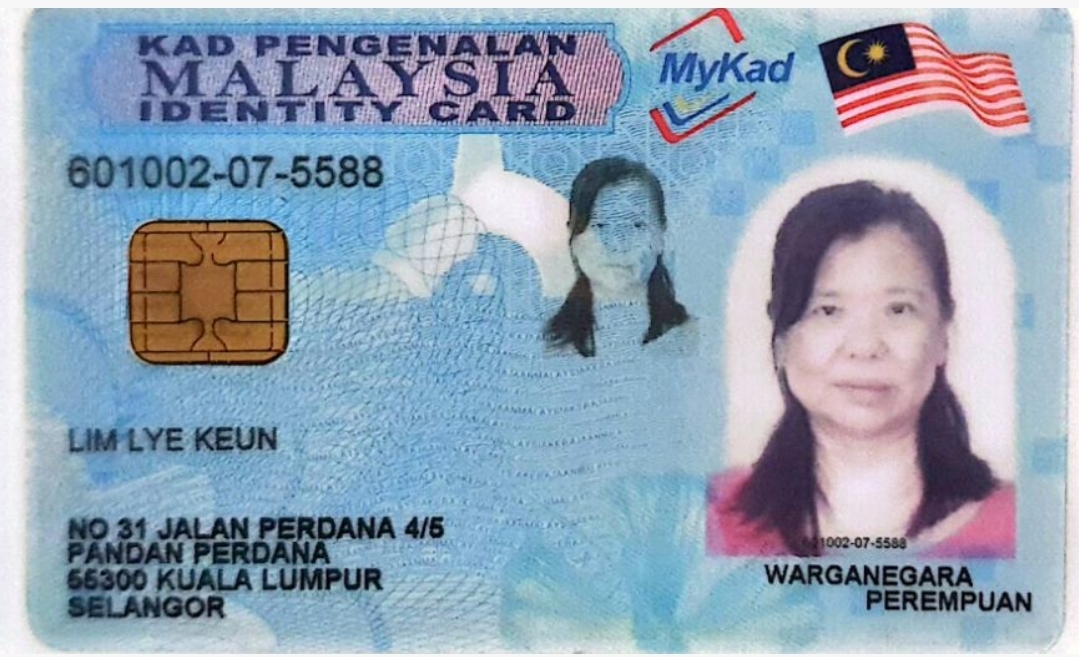 KAD PENGENALAN
MALAYSIA
IDENTITY CARD
MyKad
601002-07-5588
LIM LYE KEUN
NO 31 JALAN PERDANA 4/5
PANDAN PERDANA
55300 KUALA LUMPUR
SELANGOR
601002-07-5588
WARGANEGARA
PEREMPUAN